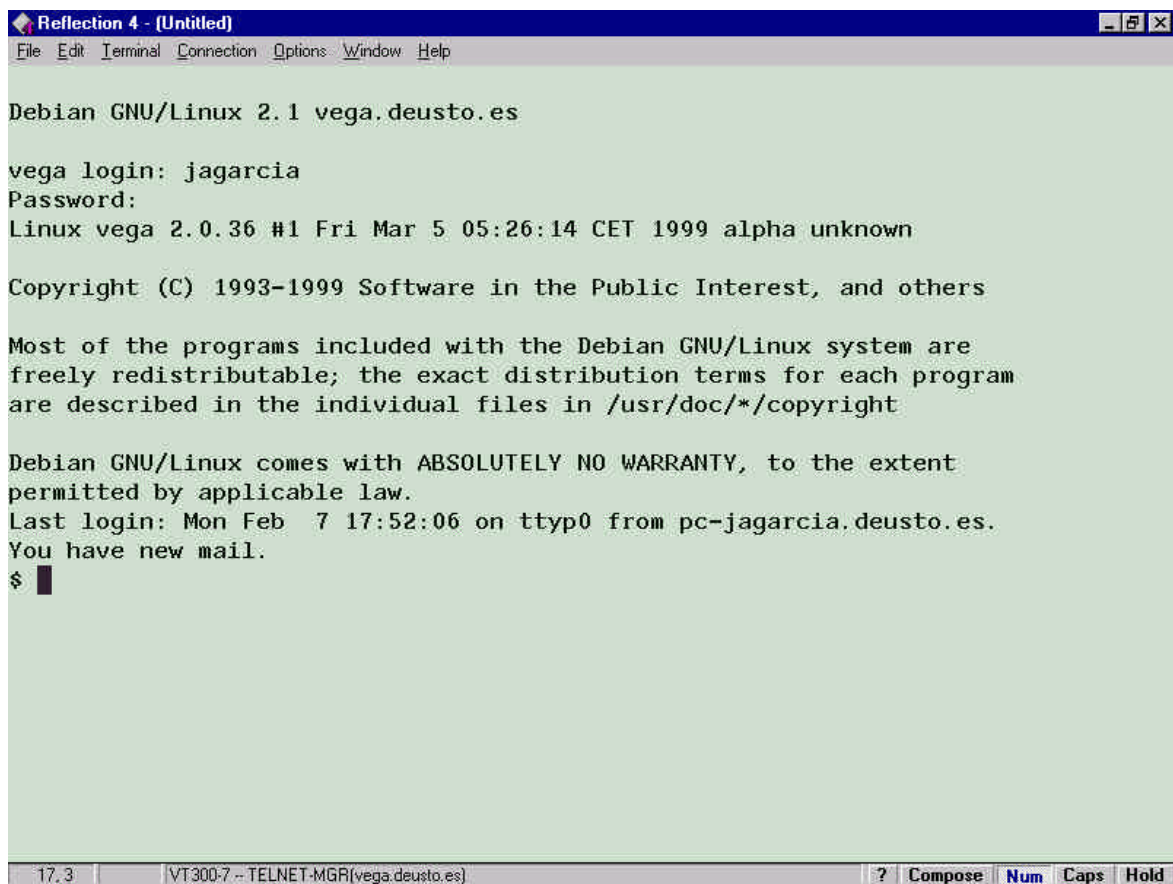 Reflection 4 - (Untitled)
File Edit Terminal Connection Options Window Help
Debian GNU/Linux 2.1 vega.deusto.es
vega login: jagarcia
Password:
Linux vega 2.0.36 #1 Fri Mar 5 05:26:14 CET 1999 alpha unknown
Copyright (C) 1993-1999 Software in the Public Interest, and others
Most of the programs included with the Debian GNU/Linux system are
freely redistributable; the exact distribution terms for each program
are described in the individual files in /usr/doc/*/copyright
Debian GNU/Linux comes with ABSOLUTELY NO WARRANTY, to the extent
permitted by applicable law.
Last login: Mon Feb  7 17:52:06 on ttyp0 from pc-jagarcia.deusto.es.
You have new mail.
$
17, 3 VT300-7 -- TELNET-MGR(vega.deusto.es) ? Compose Num Caps Hold